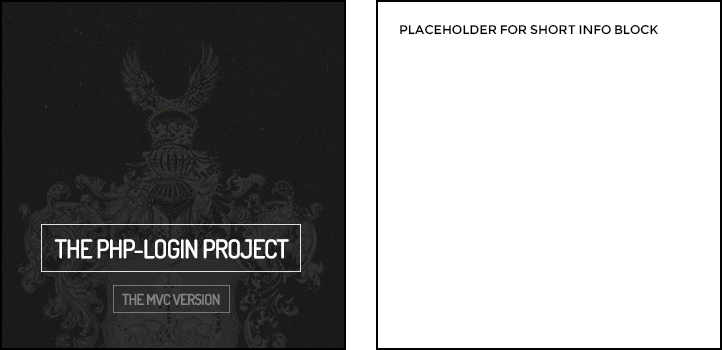 THE PHP-LOGIN PROJECT
THE MVC VERSION
PLACEHOLDER FOR SHORT INFO BLOCK